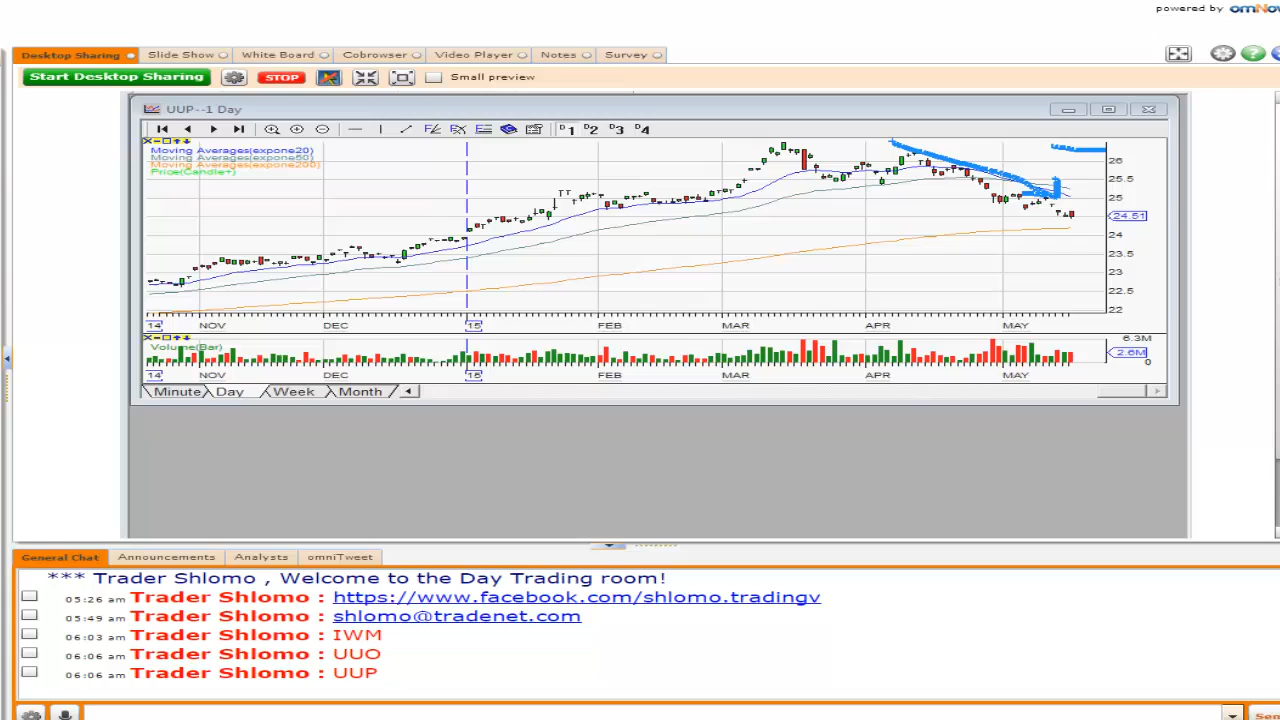 powered by omNov
Desktop Sharing Slide Show White Board Cobrowser Video Player Notes Survey
Start Desktop Sharing STOP Small preview
UUP--1 Day
D1 D2 D3 D4
Moving Averages(expone20)
Moving Averages(expone50)
Moving Averages(expone200)
Price(Candle+)
26
25.5
25
24.51
24
23.5
23
22.5
22
14 NOV DEC 15 FEB MAR APR MAY
Volume(Bar)
6.3M
2.6M
0
14 NOV DEC 15 FEB MAR APR MAY
Minute Day Week Month
General Chat Announcements Analysts omniTweet
*** Trader Shlomo , Welcome to the Day Trading room!
05:26 am Trader Shlomo : https://www.facebook.com/shlomo.tradingv
05:49 am Trader Shlomo : shlomo@tradenet.com
06:03 am Trader Shlomo : IWM
06:06 am Trader Shlomo : UUO
06:06 am Trader Shlomo : UUP